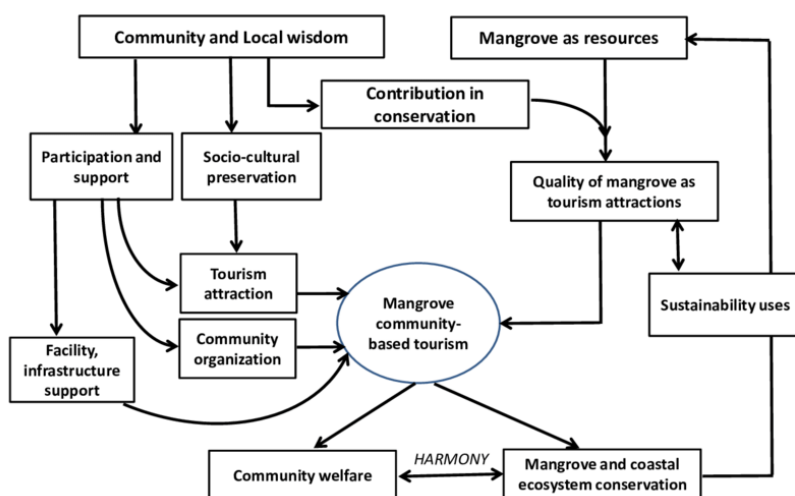 Community and Local wisdom
Mangrove as resources
Contribution in
conservation
Participation and
support
Socio-cultural
preservation
Quality of mangrove as
tourism attractions
Tourism
attraction
Mangrove
community-
based tourism
Sustainability uses
Community
organization
Facility,
infrastructure
support
HARMONY
Community welfare
Mangrove and coastal
ecosystem conservation